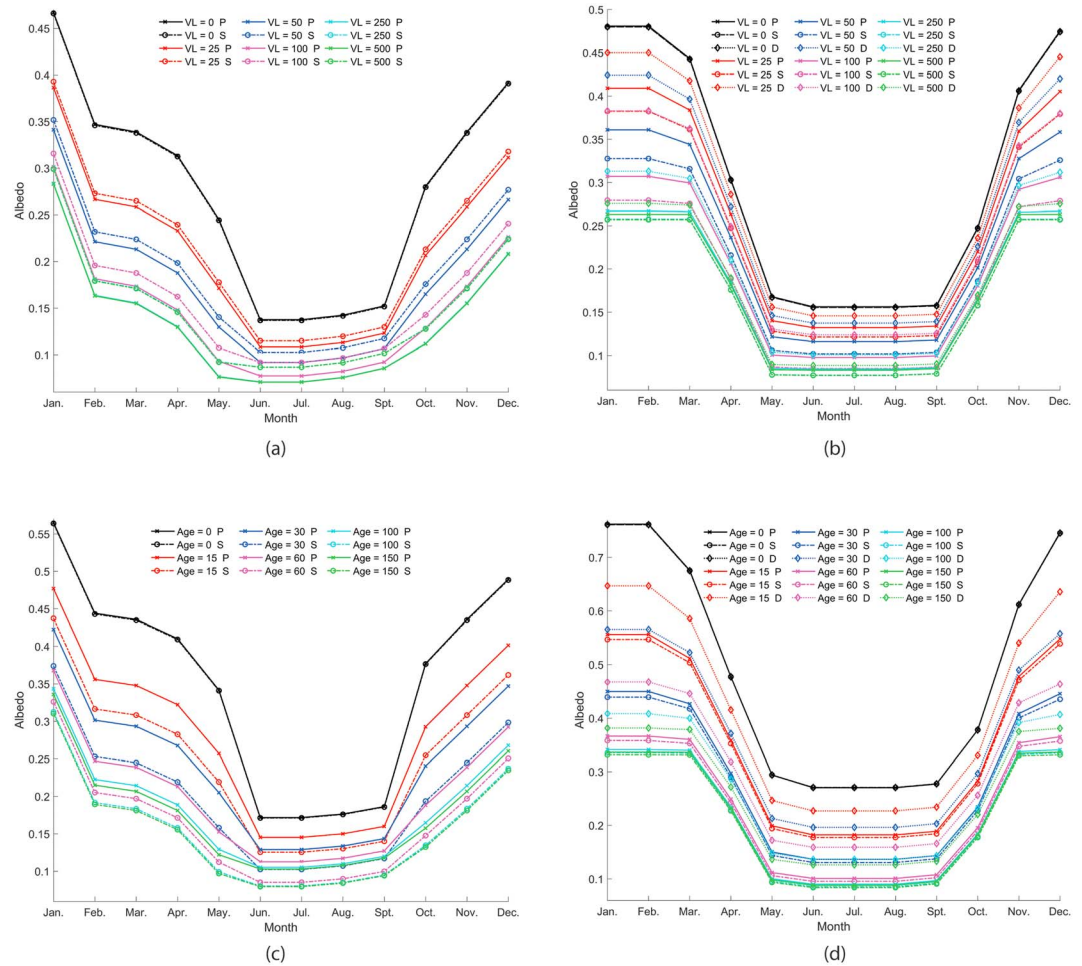 VL = 0 P VL = 50 P VL = 250 P
VL = 0 S VL = 50 S VL = 250 S
VL = 25 P VL = 100 P VL = 500 P
VL = 25 S VL = 100 S VL = 500 S
0.45
0.4
0.35
0.3
0.25
0.2
0.15
0.1
Albedo
Jan. Feb. Mar. Apr. May. Jun. Jul. Aug. Spt. Oct. Nov. Dec.
Month
(a)
VL = 0 P VL = 50 P VL = 250 P
VL = 0 S VL = 50 S VL = 250 S
VL = 0 D VL = 50 D VL = 250 D
VL = 25 P VL = 100 P VL = 500 P
VL = 25 S VL = 100 S VL = 500 S
VL = 25 D VL = 100 D VL = 500 D
0.5
0.45
0.4
0.35
0.3
0.25
0.2
0.15
0.1
Albedo
Jan. Feb. Mar. Apr. May. Jun. Jul. Aug. Spt. Oct. Nov. Dec.
Month
(b)
Age = 0 P Age = 30 P Age = 100 P
Age = 0 S Age = 30 S Age = 100 S
Age = 15 P Age = 60 P Age = 150 P
Age = 15 S Age = 60 S Age = 150 S
0.55
0.5
0.45
0.4
0.35
0.3
0.25
0.2
0.15
0.1
Albedo
Jan. Feb. Mar. Apr. May. Jun. Jul. Aug. Spt. Oct. Nov. Dec.
Month
(c)
Age = 0 P Age = 30 P Age = 100 P
Age = 0 S Age = 30 S Age = 100 S
Age = 0 D Age = 30 D Age = 100 D
Age = 15 P Age = 60 P Age = 150 P
Age = 15 S Age = 60 S Age = 150 S
Age = 15 D Age = 60 D Age = 150 D
0.7
0.6
0.5
0.4
0.3
0.2
0.1
Albedo
Jan. Feb. Mar. Apr. May. Jun. Jul. Aug. Spt. Oct. Nov. Dec.
Month
(d)